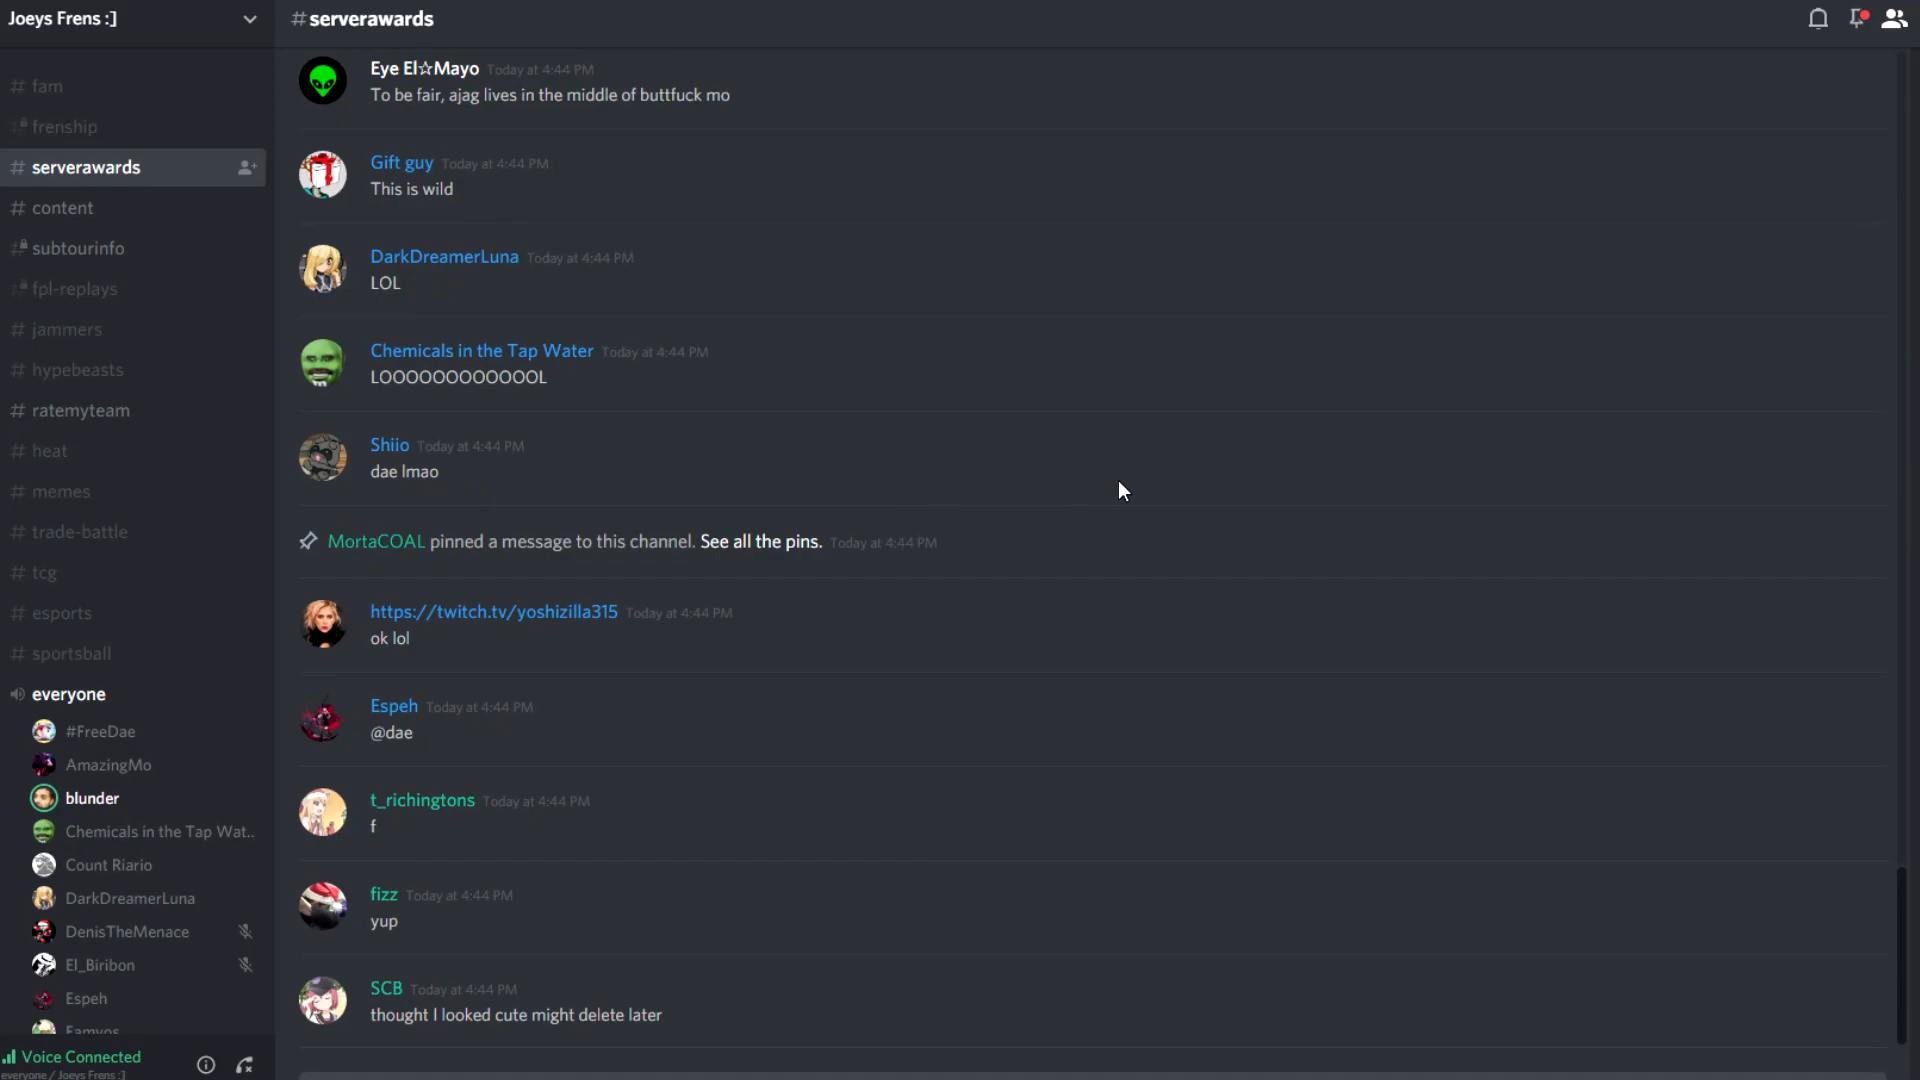 Joeys Frens :]
fam
frenship
serverawards
content
subtourinfo
fpl-replays
jammers
hypebeasts
ratemyteam
heat
memes
trade-battle
tcg
esports
sportsball
everyone
#FreeDae
AmazingMo
blunder
Chemicals in the Tap Wat..
Count Riario
DarkDreamerLuna
DenisTheMenace
El_Biribon
Espeh
Famvos
Voice Connected
everyone / Joeys Frens :]
# serverawards
Eye El☆Mayo Today at 4:44 PM
To be fair, ajag lives in the middle of buttfuck mo
Gift guy Today at 4:44 PM
This is wild
DarkDreamerLuna Today at 4:44 PM
LOL
Chemicals in the Tap Water Today at 4:44 PM
LOOOOOOOOOOOOL
Shiio Today at 4:44 PM
dae lmao
MortaCOAL pinned a message to this channel. See all the pins. Today at 4:44 PM
https://twitch.tv/yoshizilla315 Today at 4:44 PM
ok lol
Espeh Today at 4:44 PM
@dae
t_richingtons Today at 4:44 PM
f
fizz Today at 4:44 PM
yup
SCB Today at 4:44 PM
thought I looked cute might delete later